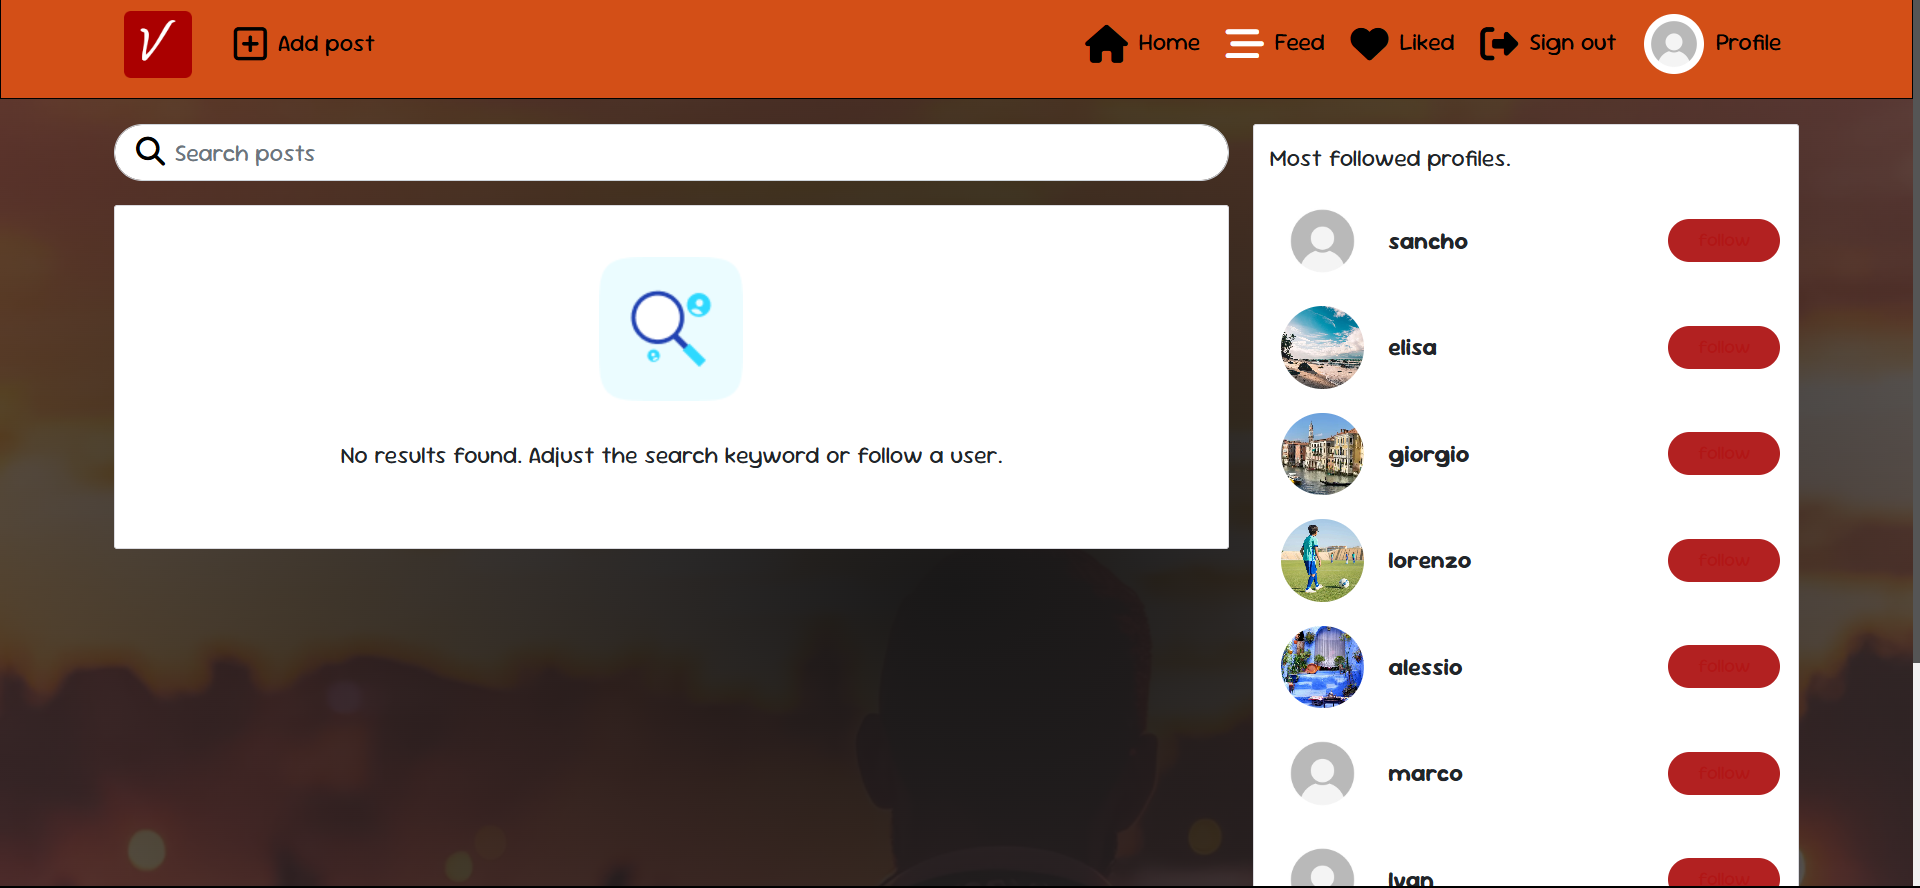 V
Add post
Home
Feed
Liked
Sign out
Profile
Search posts
No results found. Adjust the search keyword or follow a user.
Most followed profiles.
sancho
follow
elisa
follow
giorgio
follow
lorenzo
follow
alessio
follow
marco
follow
Ivan
follow